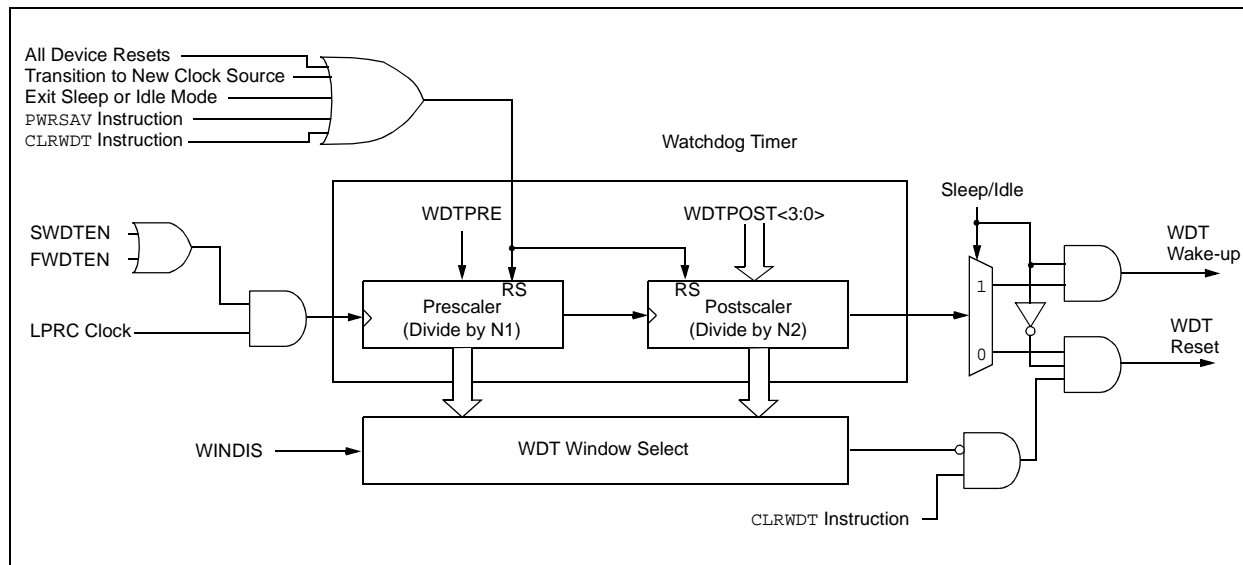 All Device Resets
Transition to New Clock Source
Exit Sleep or Idle Mode
PWRSAV Instruction
CLRWDT Instruction
Watchdog Timer
Sleep/Idle
WDTPRE
WDTPOST<3:0>
SWDTEN
FWDTEN
WDT
Wake-up
RS
RS
1
Prescaler
(Divide by N1)
Postscaler
(Divide by N2)
LPRC Clock
WDT
Reset
0
WINDIS
WDT Window Select
CLRWDT Instruction